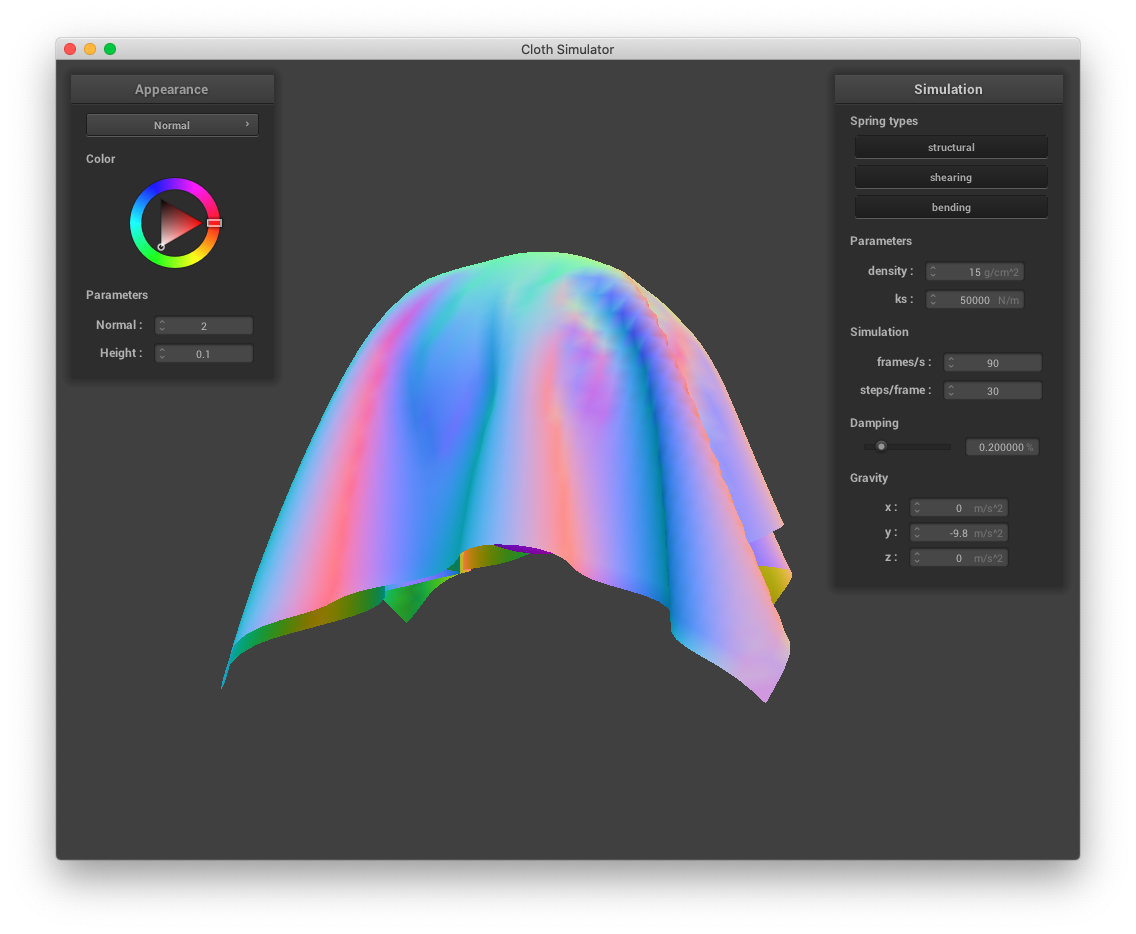 Cloth Simulator
Appearance
Normal
Color
Parameters
Normal : 2
Height : 0.1
Simulation
Spring types
structural
shearing
bending
Parameters
density : 15 g/cm^2
ks : 50000 N/m
Simulation
frames/s : 90
steps/frame : 30
Damping
0.200000 %
Gravity
x : 0 m/s^2
y : -9.8 m/s^2
z : 0 m/s^2